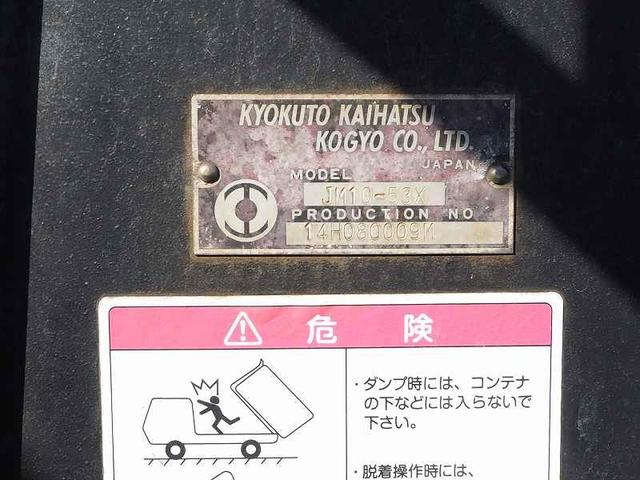 KYOKUTO KAIHATSU
KOGYO CO., LTD.
JAPAN
MODEL
JM10-53X
PRODUCTION NO
14H080009M
危険
・ダンプ時には、コンテナ
の下などには入らないで
下さい。
・脱着操作時には、